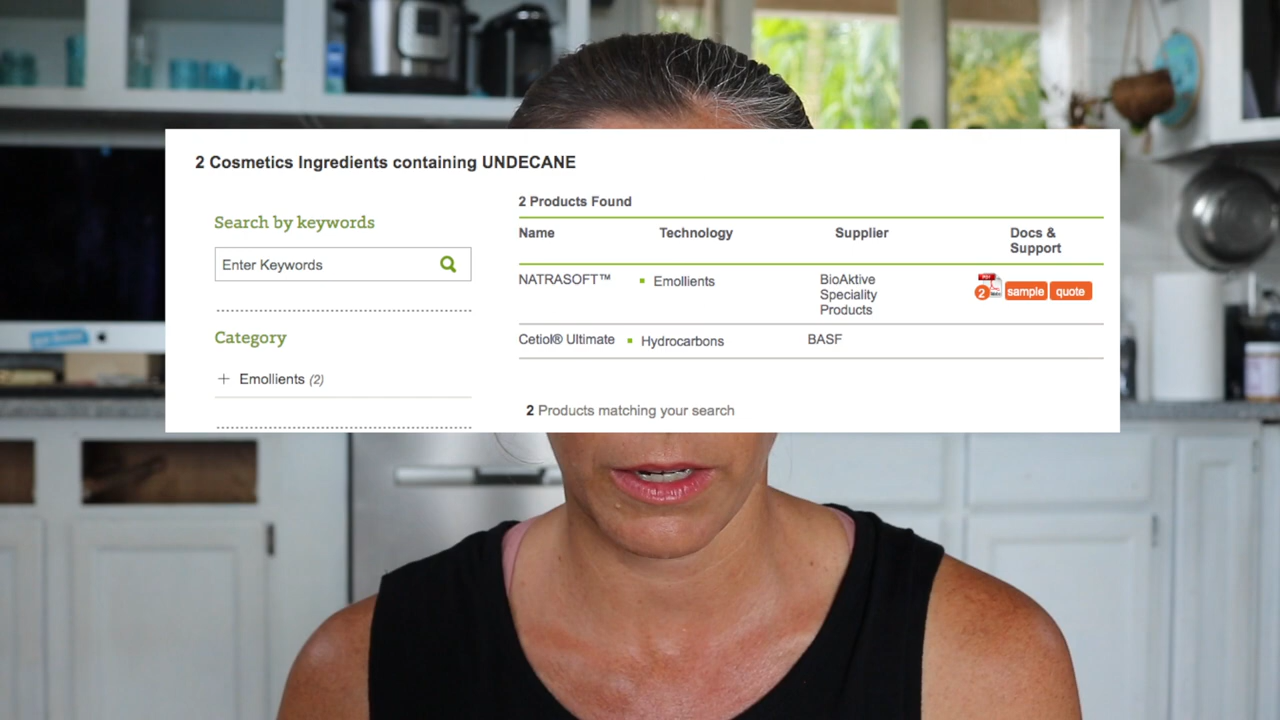 2 Cosmetics Ingredients containing UNDECANE
Search by keywords
Enter Keywords
Category
+ Emollients (2)
2 Products Found
Name Technology Supplier Docs & Support
NATRASOFT™ Emollients BioAktive Speciality Products 2 sample quote
Cetiol® Ultimate Hydrocarbons BASF
2 Products matching your search